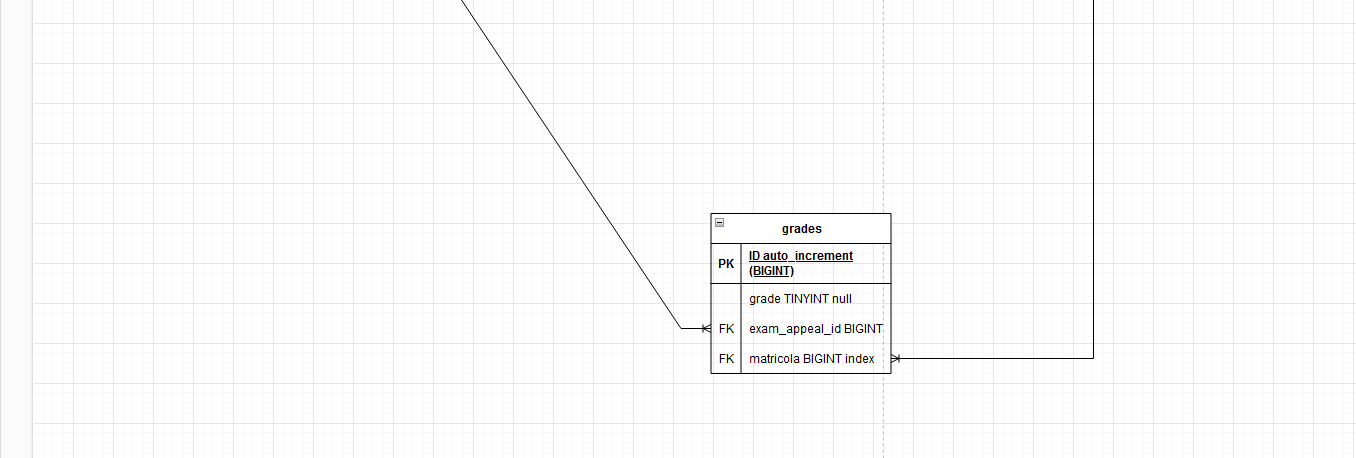 grades
PK
ID auto_increment
(BIGINT)
grade TINYINT null
FK exam_appeal_id BIGINT
FK matricola BIGINT index